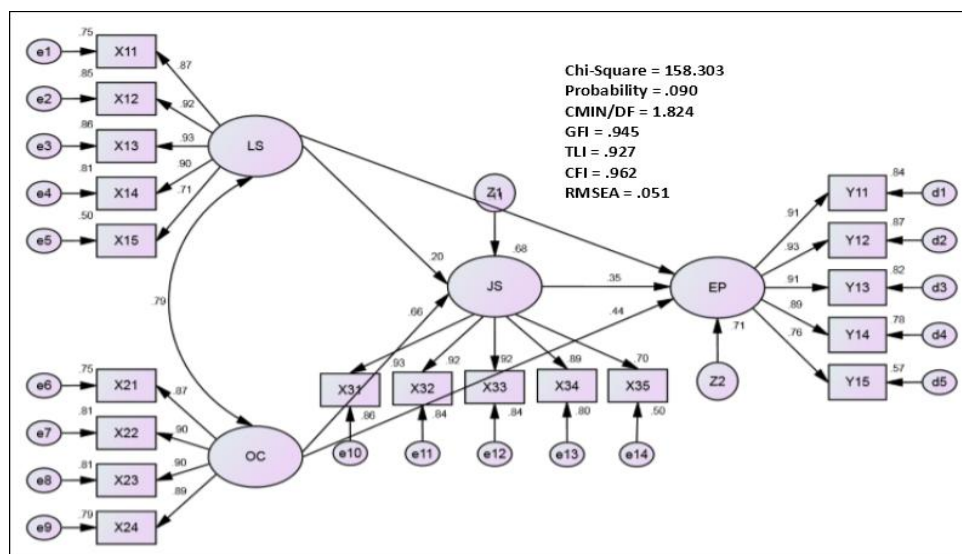 Chi-Square = 158.303
Probability = .090
CMIN/DF = 1.824
GFI = .945
TLI = .927
CFI = .962
RMSEA = .051
.75
e1 X11
.87
.85
e2 X12
.92
.86
e3 X13
.93
LS
.81
e4 X14
.90
.50
e5 X15
.71
.79
.75
e6 X21
.87
.81
e7 X22
.90
.81
e8 X23
.90
OC
.79
e9 X24
.89
.20
.66
.68
JS
.35
.44
.93 .92 .92 .89 .70
X31 X32 X33 X34 X35
.86 .84 .84 .80 .50
e10 e11 e12 e13 e14
EP
.71
Z2
.84
.91 Y11 d1
.87
.93 Y12 d2
.82
.91 Y13 d3
.78
.89 Y14 d4
.57
.76 Y15 d5